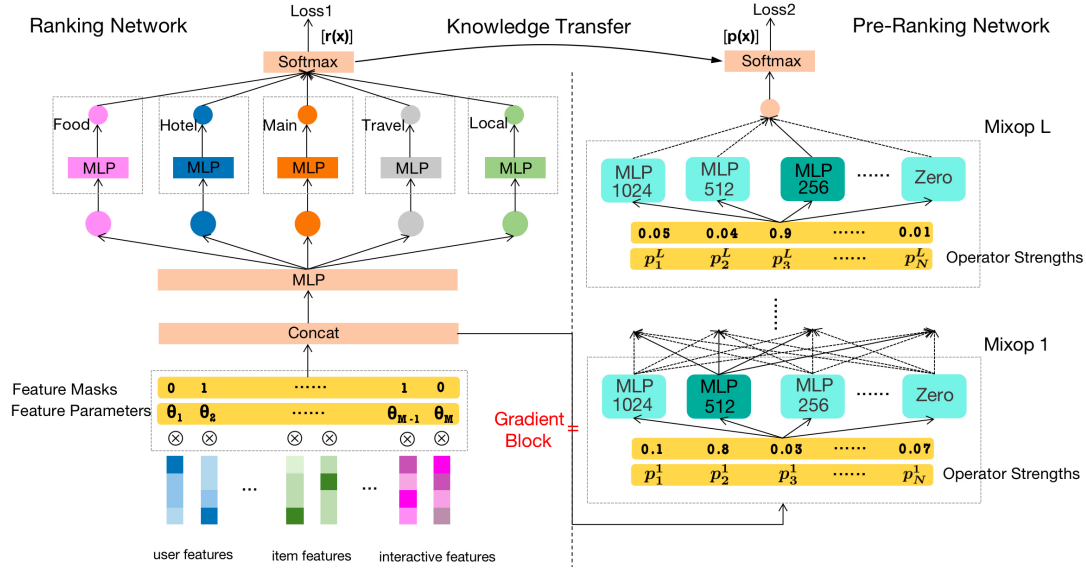 Loss1
Loss2
Ranking Network
[r(x)]
Knowledge Transfer
[p(x)]
Pre-Ranking Network
Softmax
Softmax
Food
Hotel
Main
Travel
Local
MLP
MLP
MLP
MLP
MLP
MLP
Concat
Feature Masks
0 1 ······ 1 0
Feature Parameters
θ1 θ2 ······ θM-1 θM
⊗ ⊗ ⊗ ⊗ ⊗ ⊗
... ...
user features
item features
interactive features
Gradient
Block
Mixop L
MLP
1024
MLP
512
MLP
256
······
Zero
0.05 0.04 0.9 ······ 0.01
p_1^L p_2^L p_3^L ······ p_N^L
Operator Strengths
Mixop 1
MLP
1024
MLP
512
MLP
256
······
Zero
0.1 0.8 0.03 ······ 0.07
p_1^1 p_2^1 p_3^1 ······ p_N^1
Operator Strengths